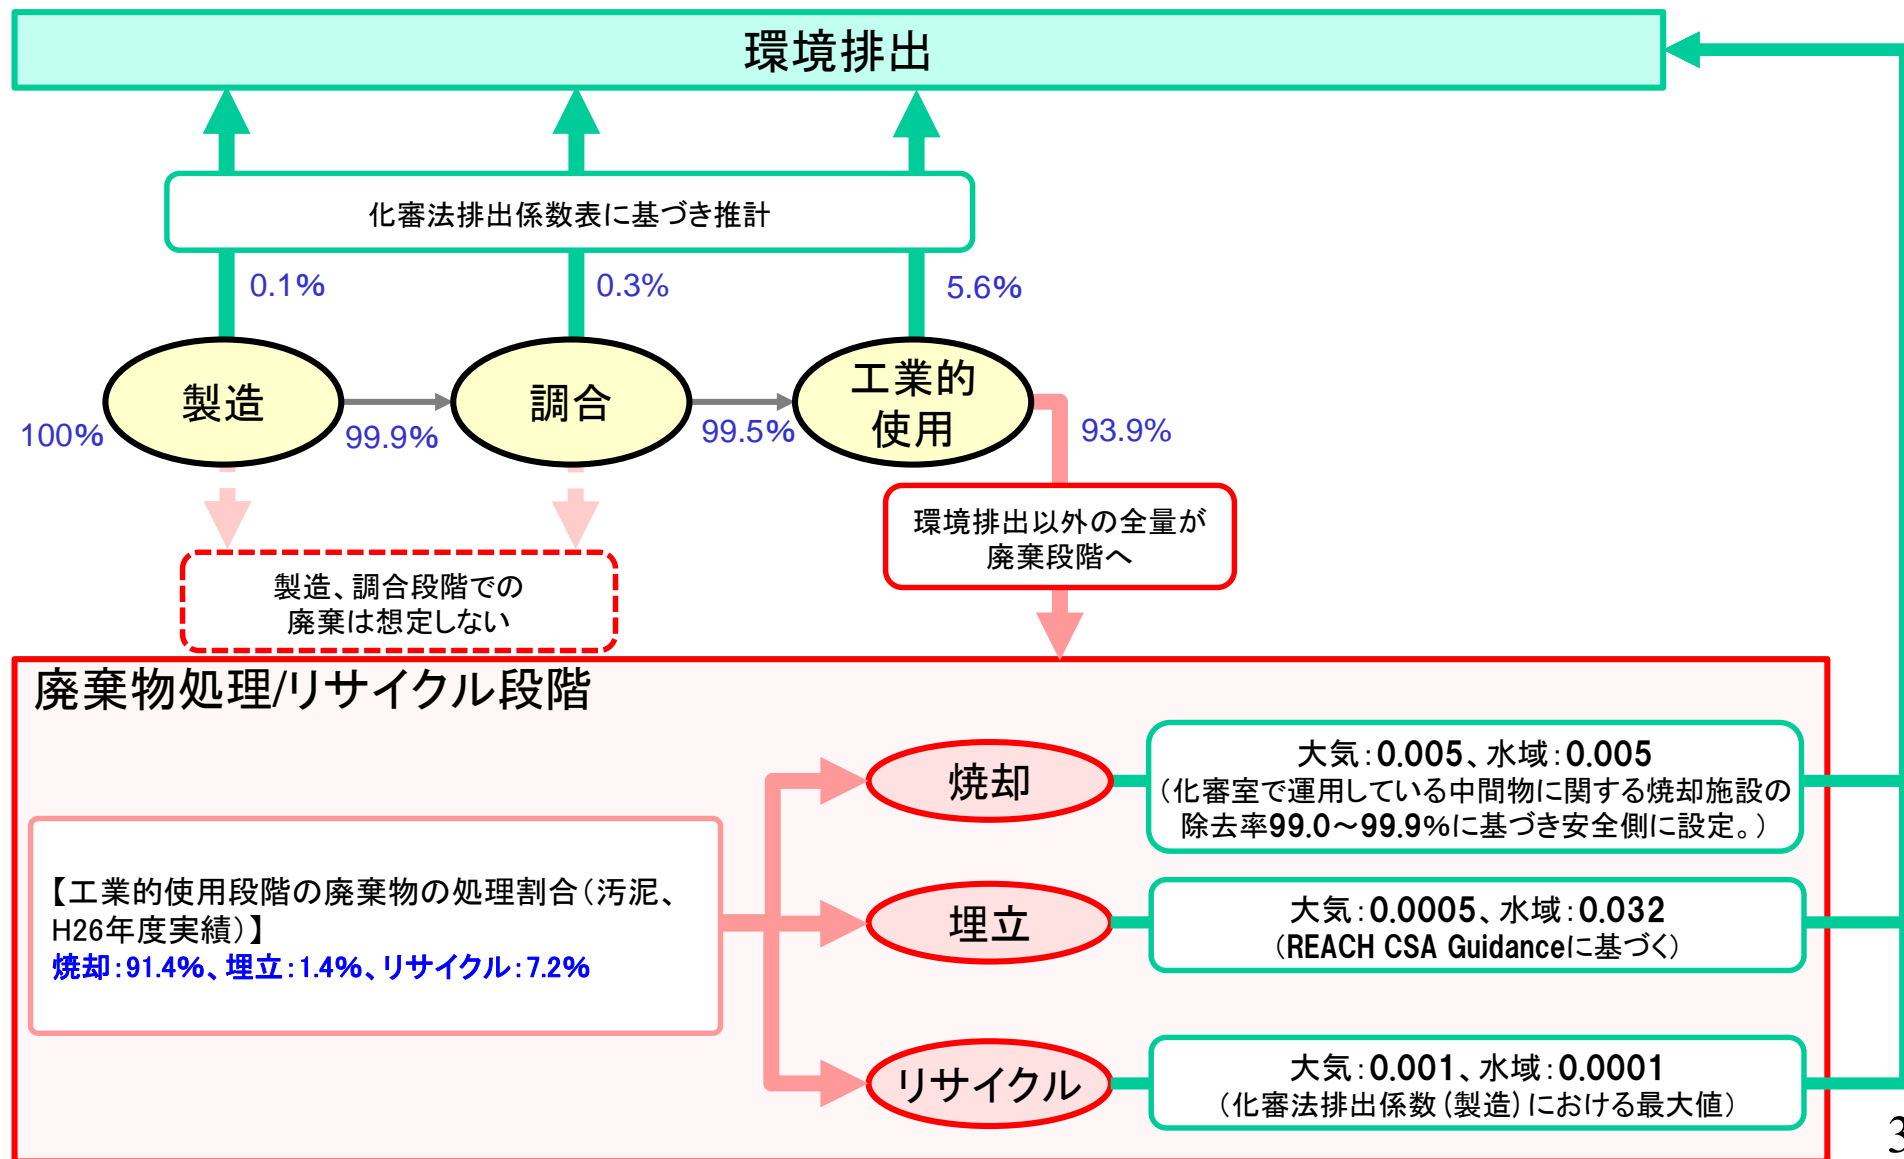 環境排出
化審法排出係数表に基づき推計
0.1%
0.3%
5.6%
製造
調合
工業的
使用
100%
99.9%
99.5%
93.9%
環境排出以外の全量が
廃棄段階へ
製造、調合段階での
廃棄は想定しない
廃棄物処理/リサイクル段階
【工業的使用段階の廃棄物の処理割合(汚泥、
H26年度実績)】
焼却:91.4%、埋立:1.4%、リサイクル:7.2%
焼却
大気:0.005、水域:0.005
(化審室で運用している中間物に関する焼却施設の
除去率99.0~99.9%に基づき安全側に設定。)
埋立
大気:0.0005、水域:0.032
(REACH CSA Guidanceに基づく)
リサイクル
大気:0.001、水域:0.0001
(化審法排出係数(製造)における最大値)
3